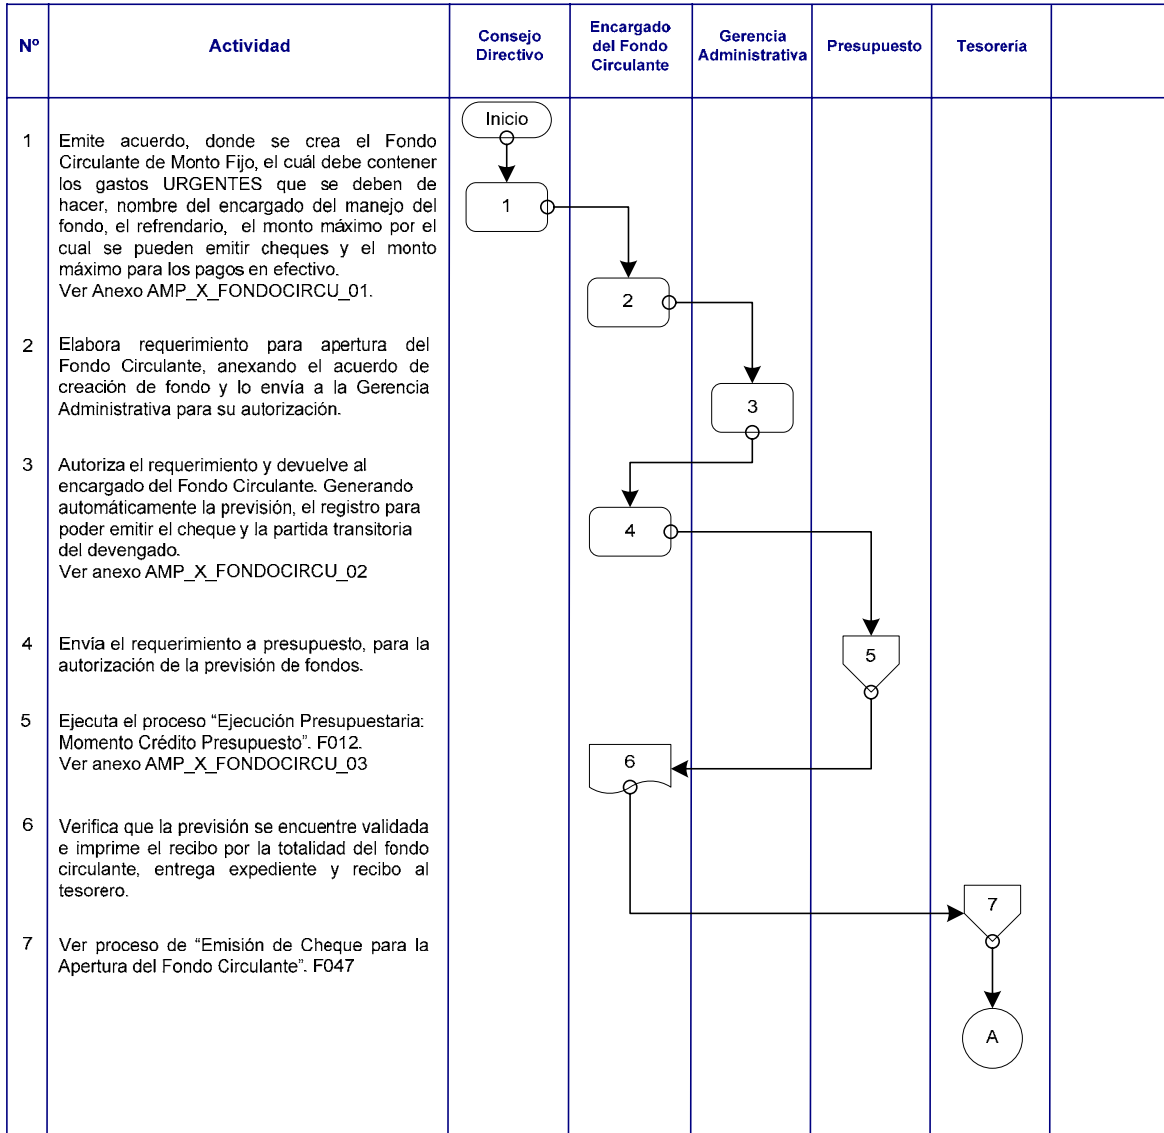 Nº
Actividad
Consejo
Directivo
Encargado
del Fondo
Circulante
Gerencia
Administrativa
Presupuesto
Tesorería
Inicio
1
Emite acuerdo, donde se crea el Fondo
Circulante de Monto Fijo, el cuál debe contener
los gastos URGENTES que se deben de
hacer, nombre del encargado del manejo del
fondo, el refrendario, el monto máximo por el
cual se pueden emitir cheques y el monto
máximo para los pagos en efectivo.
Ver Anexo AMP_X_FONDOCIRCU_01.
1
2
2
Elabora requerimiento para apertura del
Fondo Circulante, anexando el acuerdo de
creación de fondo y lo envía a la Gerencia
Administrativa para su autorización.
3
3
Autoriza el requerimiento y devuelve al
encargado del Fondo Circulante. Generando
automáticamente la previsión, el registro para
poder emitir el cheque y la partida transitoria
del devengado.
Ver anexo AMP_X_FONDOCIRCU_02
4
4
Envía el requerimiento a presupuesto, para la
autorización de la previsión de fondos.
5
5
Ejecuta el proceso “Ejecución Presupuestaria:
Momento Crédito Presupuesto”. F012.
Ver anexo AMP_X_FONDOCIRCU_03
6
6
Verifica que la previsión se encuentre validada
e imprime el recibo por la totalidad del fondo
circulante, entrega expediente y recibo al
tesorero.
7
7
Ver proceso de “Emisión de Cheque para la
Apertura del Fondo Circulante”. F047
A